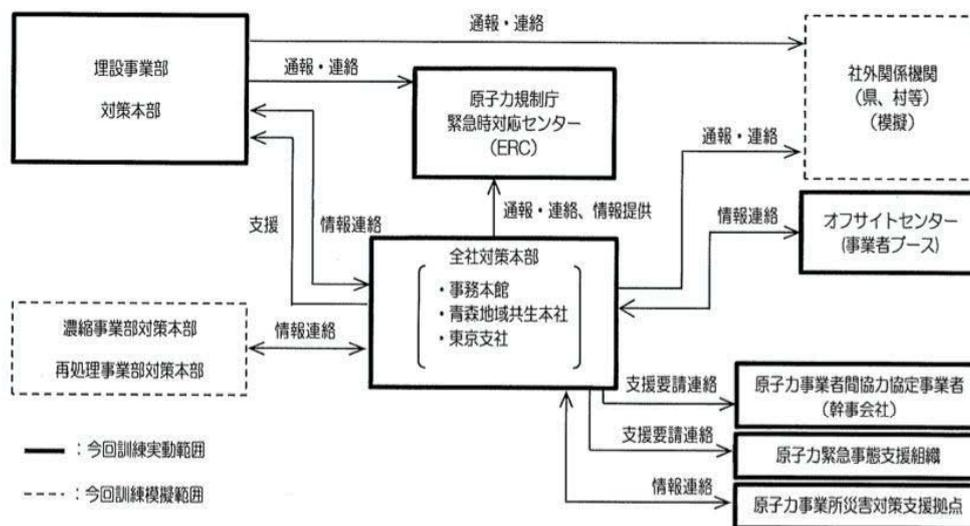 通報・連絡
埋設事業部
対策本部
通報・連絡
原子力規制庁
緊急時対応センター
(ERC)
社外関係機関
(県、村等)
(模擬)
通報・連絡
支援
情報連絡
通報・連絡、情報提供
情報連絡
オフサイトセンター
(事業者ブース)
全社対策本部
・事務本館
・青森地域共生本社
・東京支社
濃縮事業部対策本部
再処理事業部対策本部
情報連絡
支援要請連絡
原子力事業者間協力協定事業者
(幹事会社)
支援要請連絡
原子力緊急事態支援組織
情報連絡
原子力事業所災害対策支援拠点
：今回訓練実動範囲
：今回訓練模擬範囲